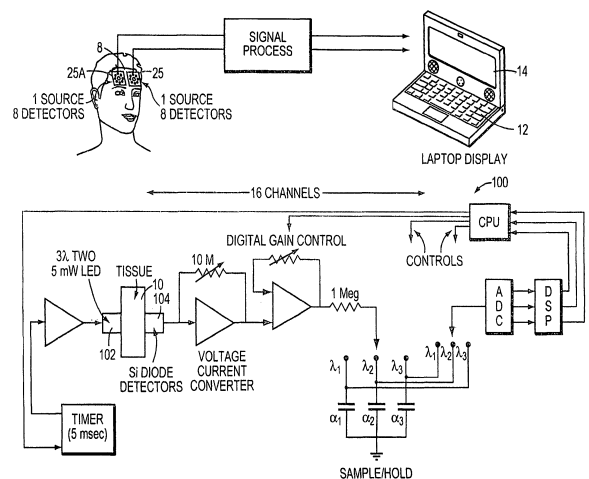 8
SIGNAL
PROCESS
25A
25
14
1 SOURCE
8 DETECTORS
1 SOURCE
8 DETECTORS
12
LAPTOP DISPLAY
16 CHANNELS
100
CPU
DIGITAL GAIN CONTROL
CONTROLS
3λ TWO
5 mW LED
TISSUE
10 M
10
104
1 Meg
A
D
C
D
S
P
102
Si DIODE
DETECTORS
VOLTAGE
CURRENT
CONVERTER
λ1 λ2 λ3
λ1 λ2 λ3
α1 α2 α3
TIMER
(5 msec)
SAMPLE/HOLD